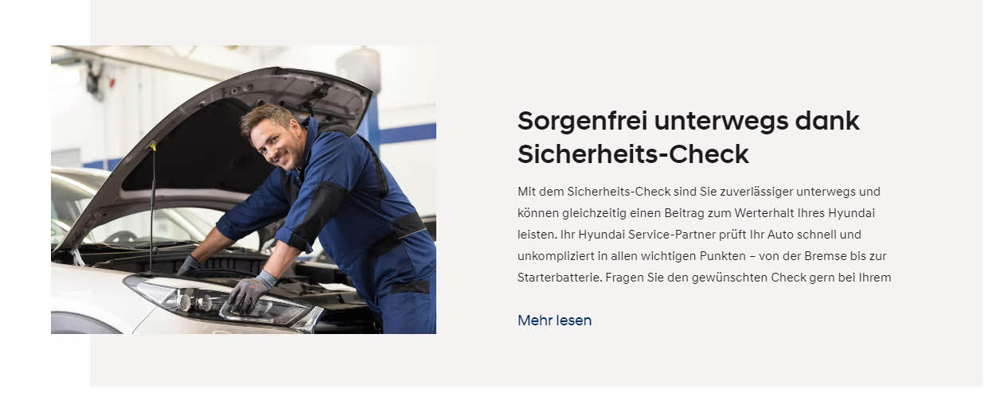 Sorgenfrei unterwegs dank
Sicherheits-Check
Mit dem Sicherheits-Check sind Sie zuverlässiger unterwegs und
können gleichzeitig einen Beitrag zum Werterhalt Ihres Hyundai
leisten. Ihr Hyundai Service-Partner prüft Ihr Auto schnell und
unkompliziert in allen wichtigen Punkten – von der Bremse bis zur
Starterbatterie. Fragen Sie den gewünschten Check gern bei Ihrem
Mehr lesen